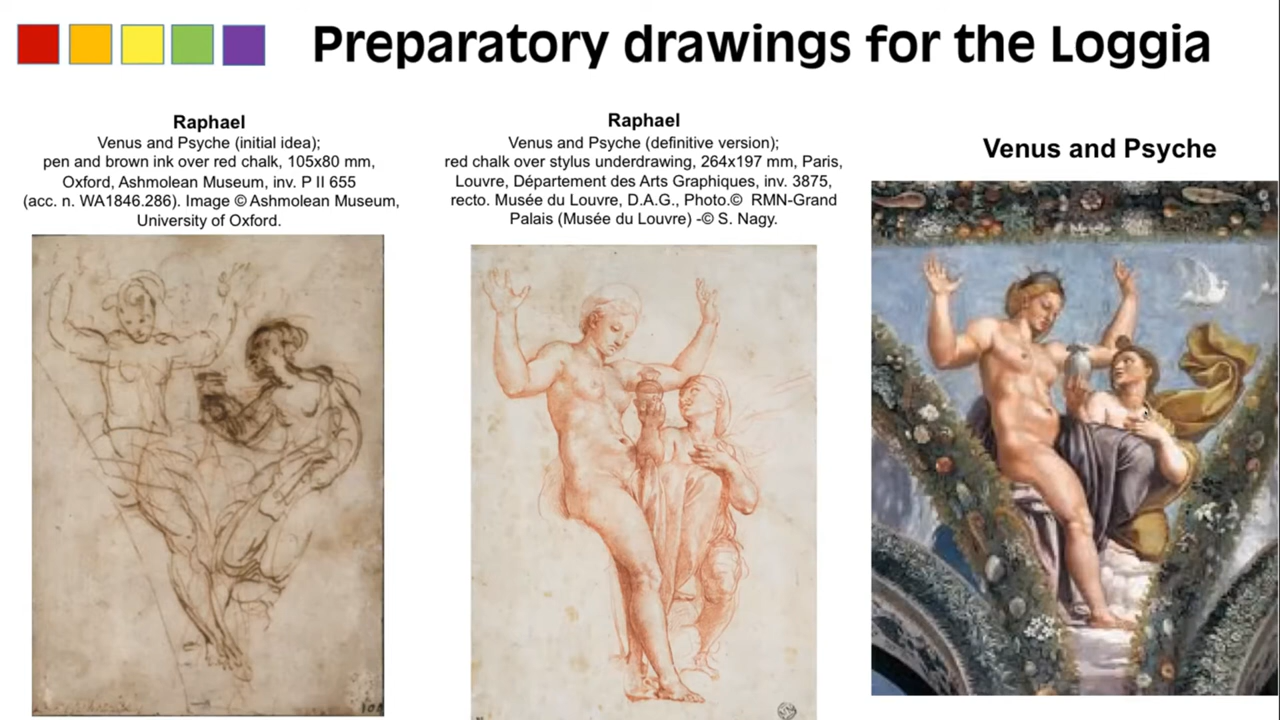 Preparatory drawings for the Loggia
Raphael
Venus and Psyche (initial idea);
pen and brown ink over red chalk, 105x80 mm,
Oxford, Ashmolean Museum, inv. P II 655
(acc. n. WA1846.286). Image © Ashmolean Museum,
University of Oxford.
Raphael
Venus and Psyche (definitive version);
red chalk over stylus underdrawing, 264x197 mm, Paris,
Louvre, Département des Arts Graphiques, inv. 3875,
recto. Musée du Louvre, D.A.G., Photo.© RMN-Grand
Palais (Musée du Louvre) -© S. Nagy.
Venus and Psyche